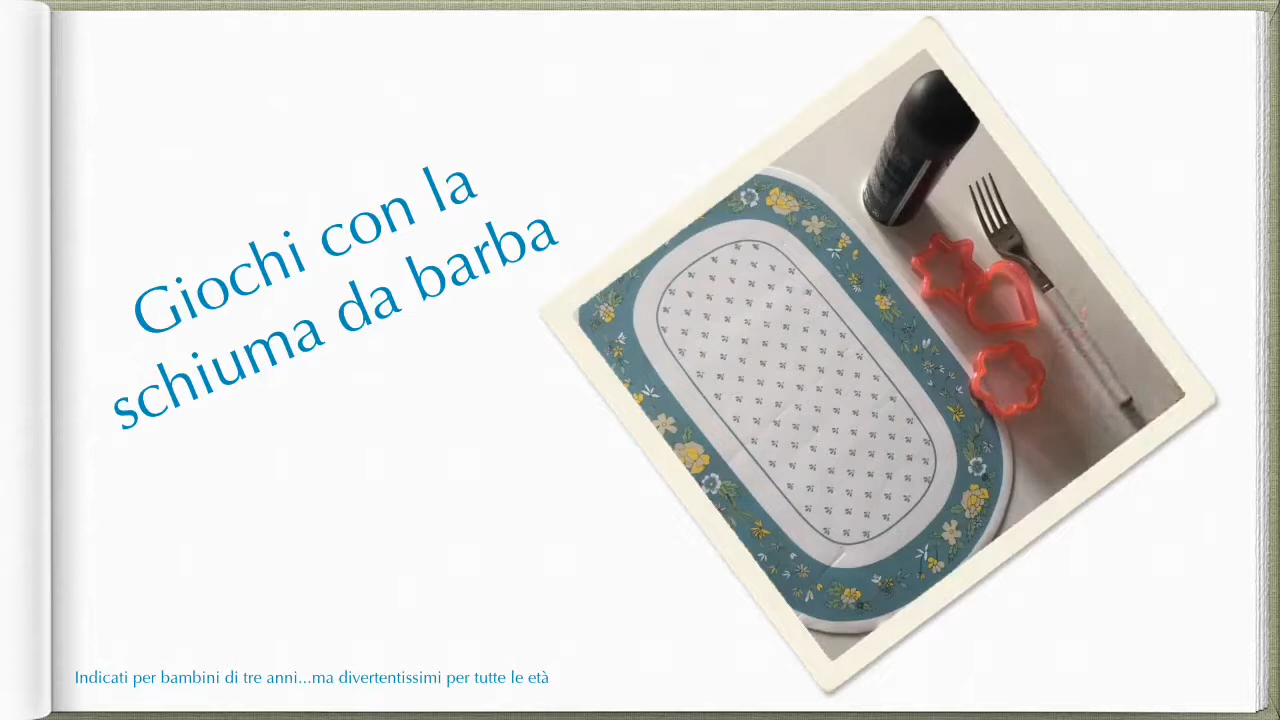 Giochi con la
schiuma da barba
Indicati per bambini di tre anni...ma divertentissimi per tutte le età